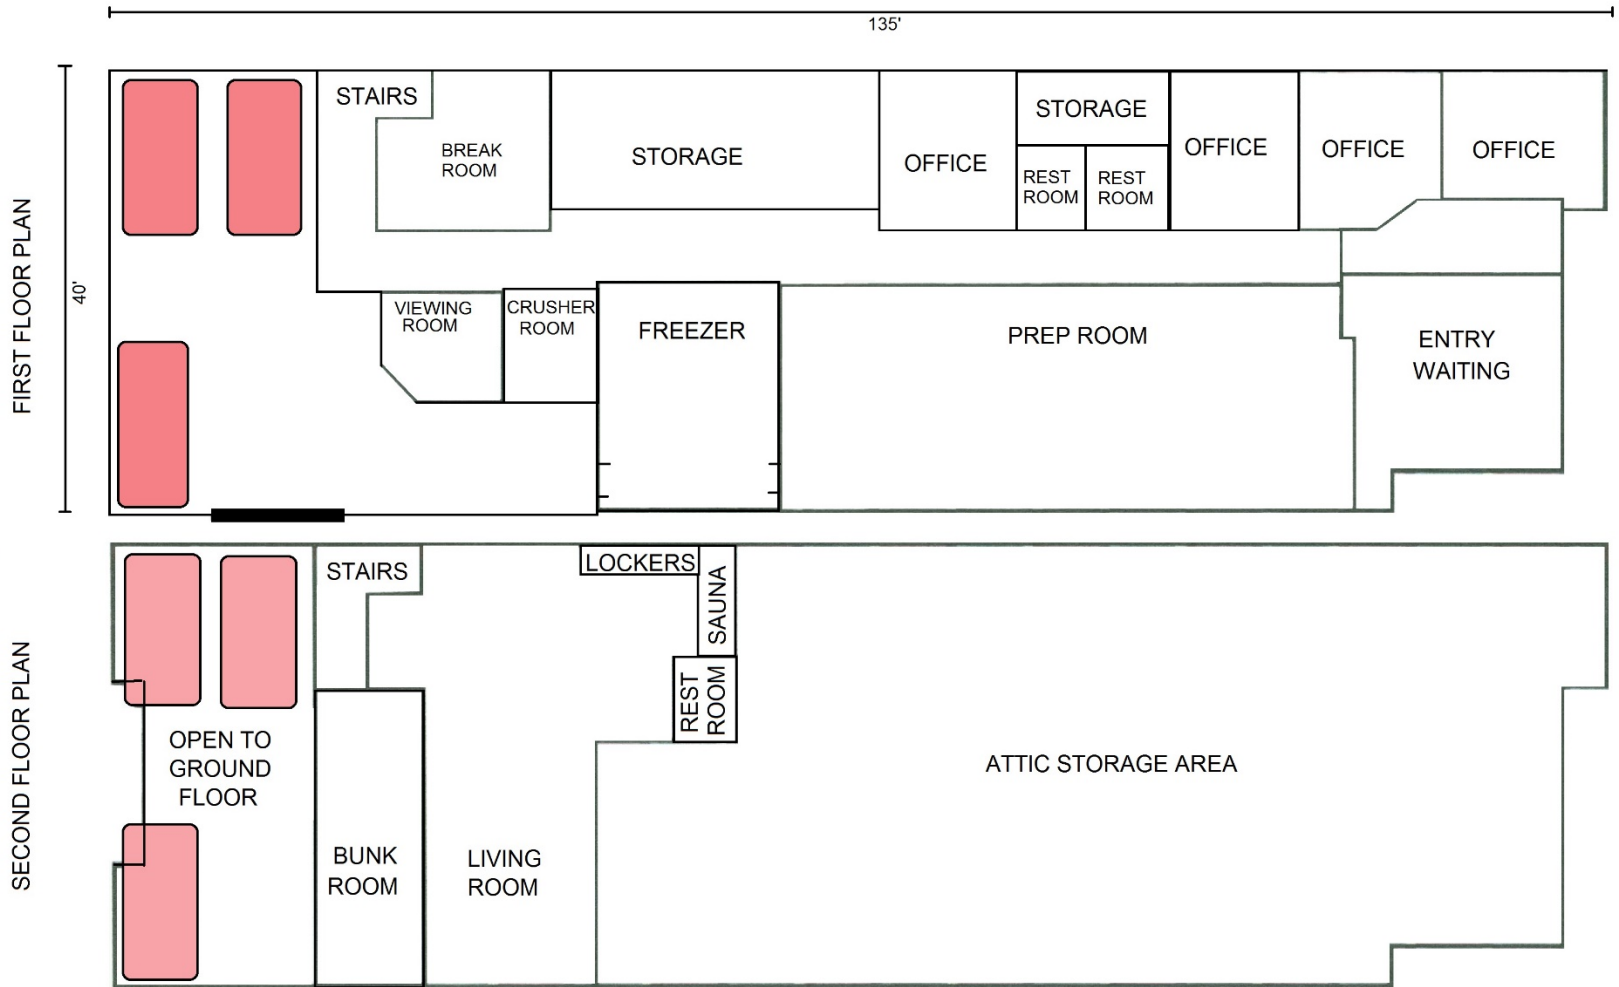 135'
FIRST FLOOR PLAN
40'
STAIRS
BREAK
ROOM
STORAGE
OFFICE
STORAGE
REST
ROOM
REST
ROOM
OFFICE
OFFICE
OFFICE
VIEWING
ROOM
CRUSHER
ROOM
FREEZER
PREP ROOM
ENTRY
WAITING
SECOND FLOOR PLAN
STAIRS
LOCKERS
SAUNA
REST
ROOM
OPEN TO
GROUND
FLOOR
BUNK
ROOM
LIVING
ROOM
ATTIC STORAGE AREA